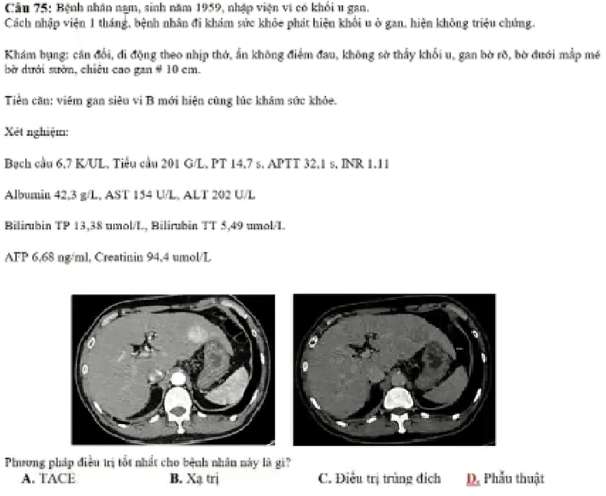 Câu 75: Bệnh nhân nam, sinh năm 1959, nhập viện vì có khối u gan.
Cách nhập viện 1 tháng, bệnh nhân đi khám sức khỏe phát hiện khối u ở gan, hiện không triệu chứng.
Khám bụng: cân đối, di động theo nhịp thở, ấn không điểm đau, không sờ thấy khối u, gan bờ rõ, bờ dưới mấp mé
bờ dưới sườn, chiều cao gan # 10 cm.
Tiền căn: viêm gan siêu vi B mới hiện cùng lúc khám sức khỏe.
Xét nghiệm:
Bạch cầu 6,7 K/UL, Tiểu cầu 201 G/L, PT 14,7 s, APTT 32,1 s, INR 1.11
Albumin 42,3 g/L, AST 154 U/L, ALT 202 U/L
Bilirubin TP 13,38 umol/L, Bilirubin TT 5,49 umol/L
AFP 6,68 ng/ml, Creatinin 94,4 umol/L
Phương pháp điều trị tốt nhất cho bệnh nhân này là gì?
A. TACE B. Xạ trị C. Điều trị trúng đích D. Phẫu thuật